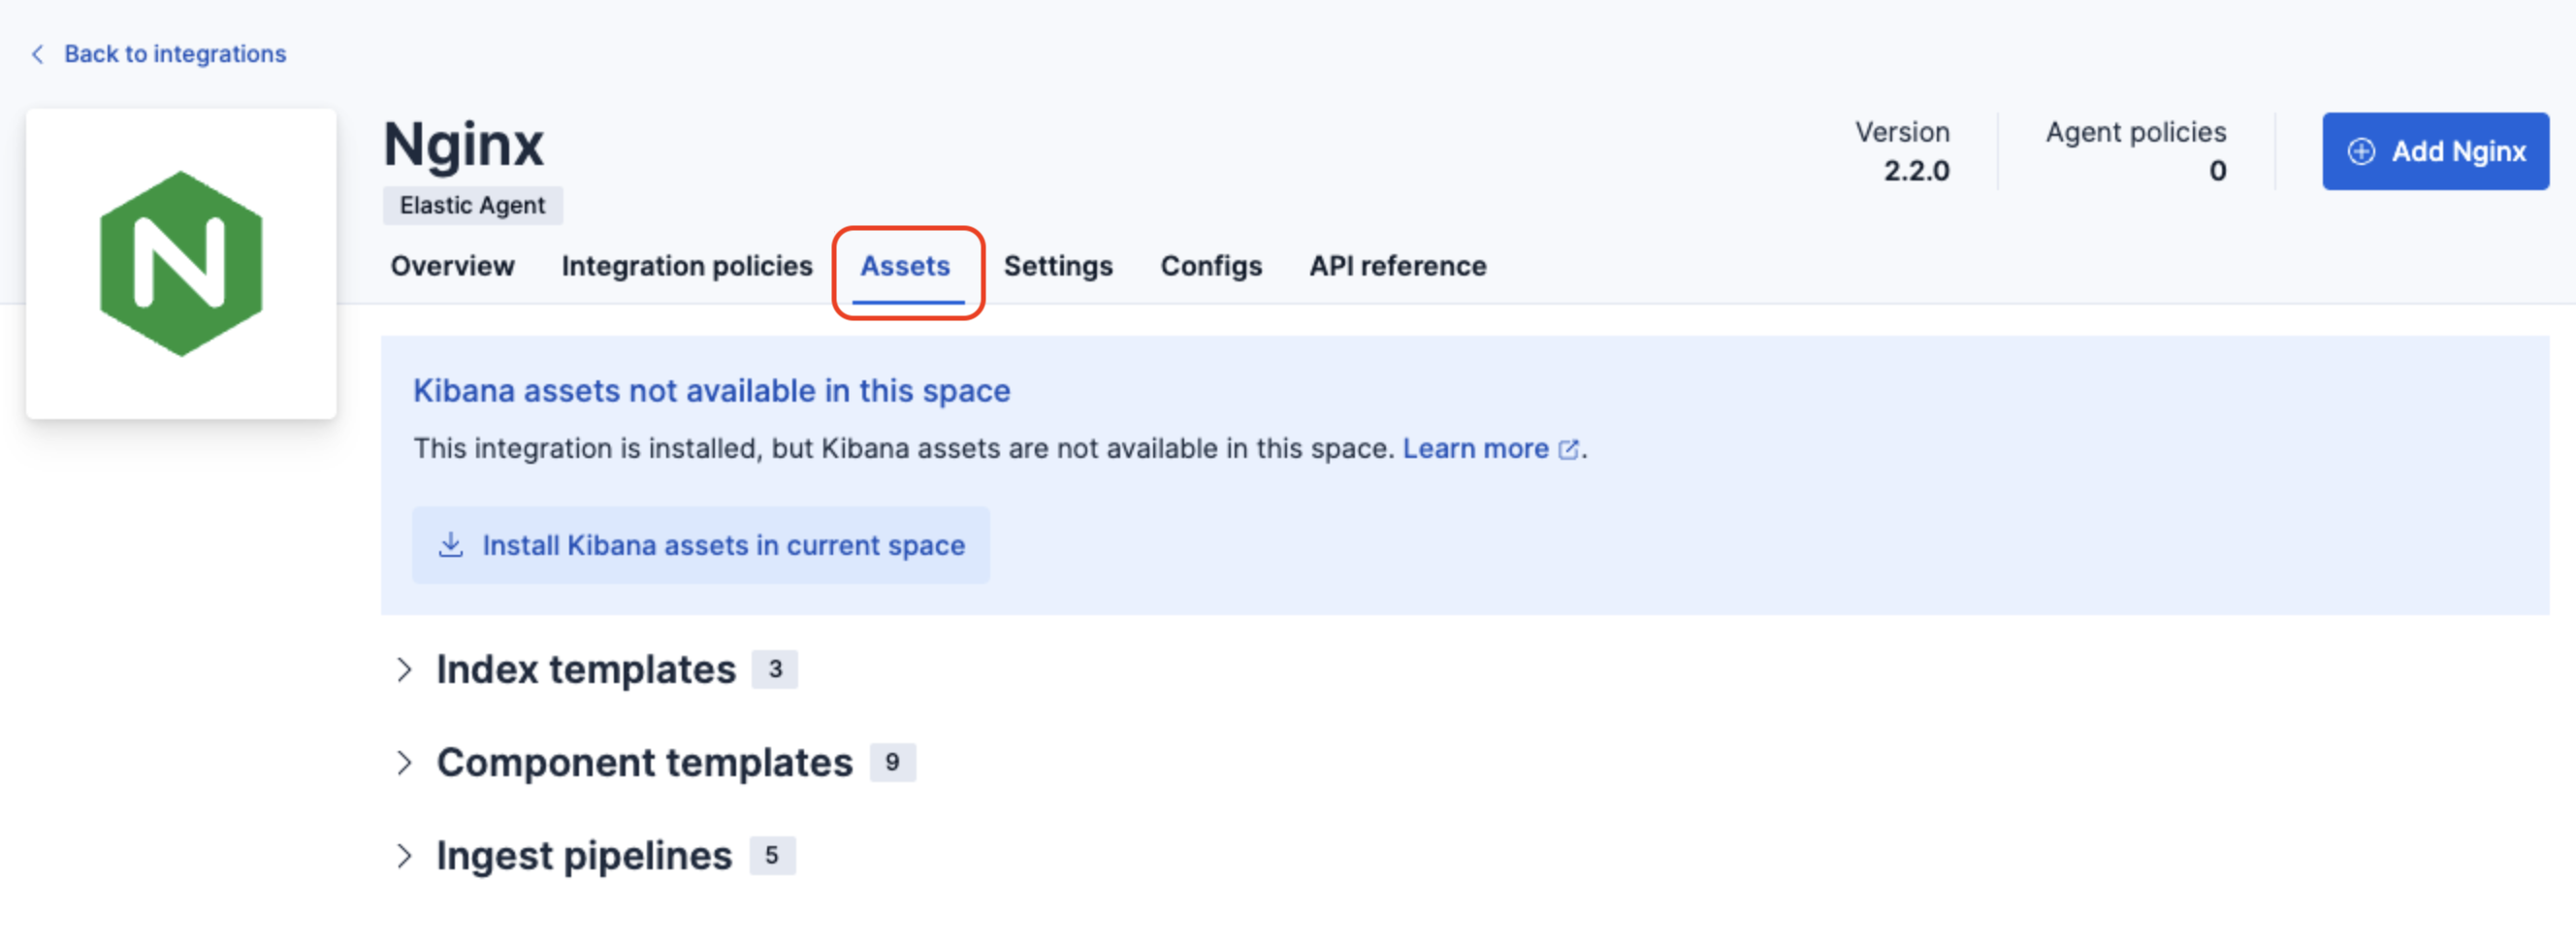 Back to integrations
N
Nginx
Elastic Agent
Version
2.2.0
Agent policies
0
Add Nginx
Overview Integration policies Assets Settings Configs API reference
Kibana assets not available in this space
This integration is installed, but Kibana assets are not available in this space. Learn more.
Install Kibana assets in current space
Index templates 3
Component templates 9
Ingest pipelines 5